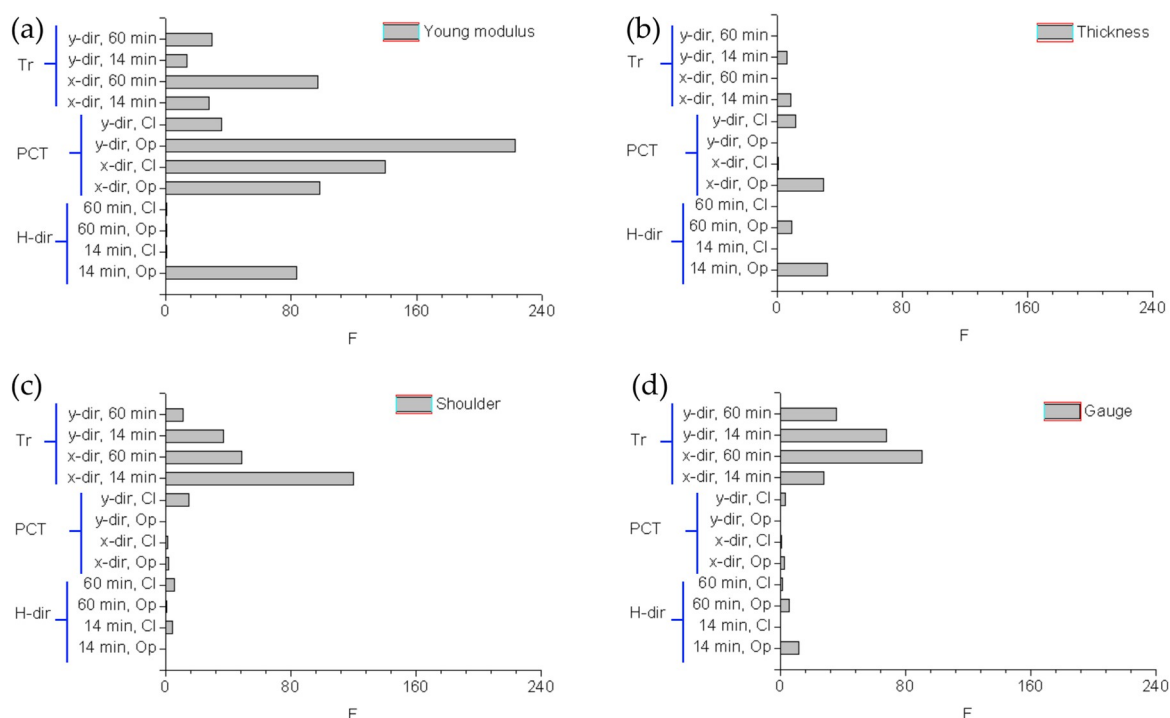 (a)
Young modulus
Tr
y-dir, 60 min
y-dir, 14 min
x-dir, 60 min
x-dir, 14 min
PCT
y-dir, Cl
y-dir, Op
x-dir, Cl
x-dir, Op
H-dir
60 min, Cl
60 min, Op
14 min, Cl
14 min, Op
0 80 160 240
F
(b)
Thickness
Tr
y-dir, 60 min
y-dir, 14 min
x-dir, 60 min
x-dir, 14 min
PCT
y-dir, Cl
y-dir, Op
x-dir, Cl
x-dir, Op
H-dir
60 min, Cl
60 min, Op
14 min, Cl
14 min, Op
0 80 160 240
F
(c)
Shoulder
Tr
y-dir, 60 min
y-dir, 14 min
x-dir, 60 min
x-dir, 14 min
PCT
y-dir, Cl
y-dir, Op
x-dir, Cl
x-dir, Op
H-dir
60 min, Cl
60 min, Op
14 min, Cl
14 min, Op
0 80 160 240
F
(d)
Gauge
Tr
y-dir, 60 min
y-dir, 14 min
x-dir, 60 min
x-dir, 14 min
PCT
y-dir, Cl
y-dir, Op
x-dir, Cl
x-dir, Op
H-dir
60 min, Cl
60 min, Op
14 min, Cl
14 min, Op
0 80 160 240
F